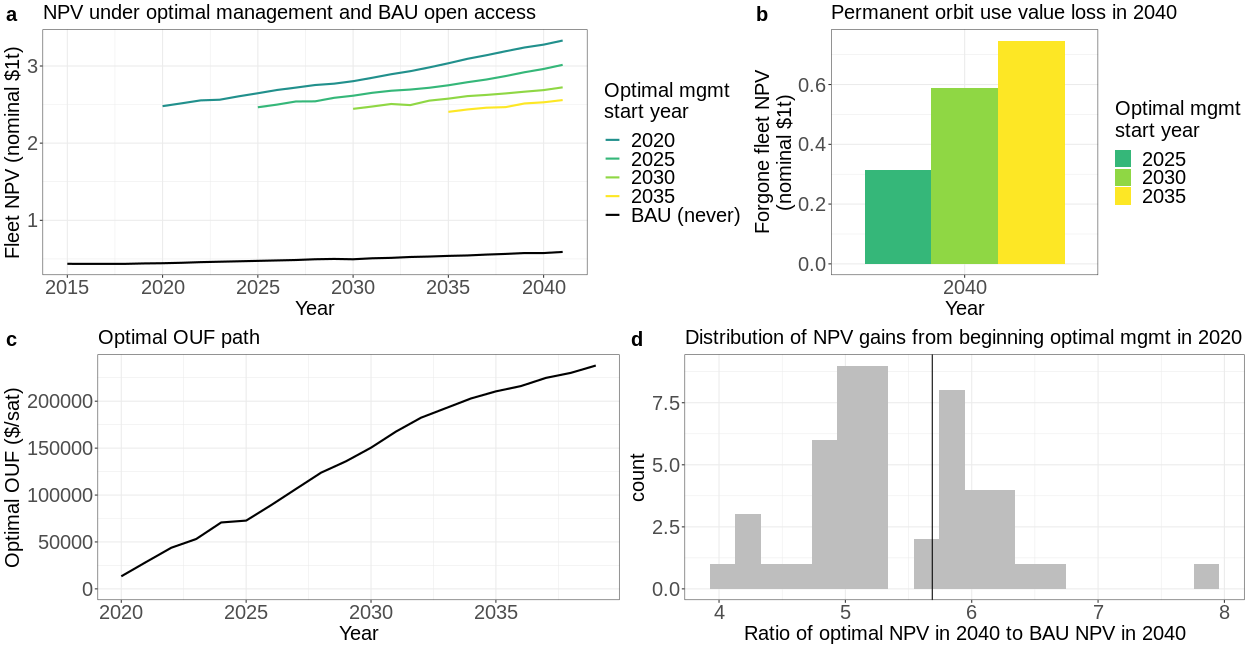 a
NPV under optimal management and BAU open access
Fleet NPV (nominal $1t)
3
2
1
2015 2020 2025 2030 2035 2040
Year
Optimal mgmt
start year
2020
2025
2030
2035
BAU (never)
b
Permanent orbit use value loss in 2040
Forgone fleet NPV
(nominal $1t)
0.6
0.4
0.2
0.0
2040
Year
Optimal mgmt
start year
2025
2030
2035
c
Optimal OUF path
Optimal OUF ($/sat)
200000
150000
100000
50000
0
2020 2025 2030 2035
Year
d
Distribution of NPV gains from beginning optimal mgmt in 2020
count
7.5
5.0
2.5
0.0
4 5 6 7 8
Ratio of optimal NPV in 2040 to BAU NPV in 2040